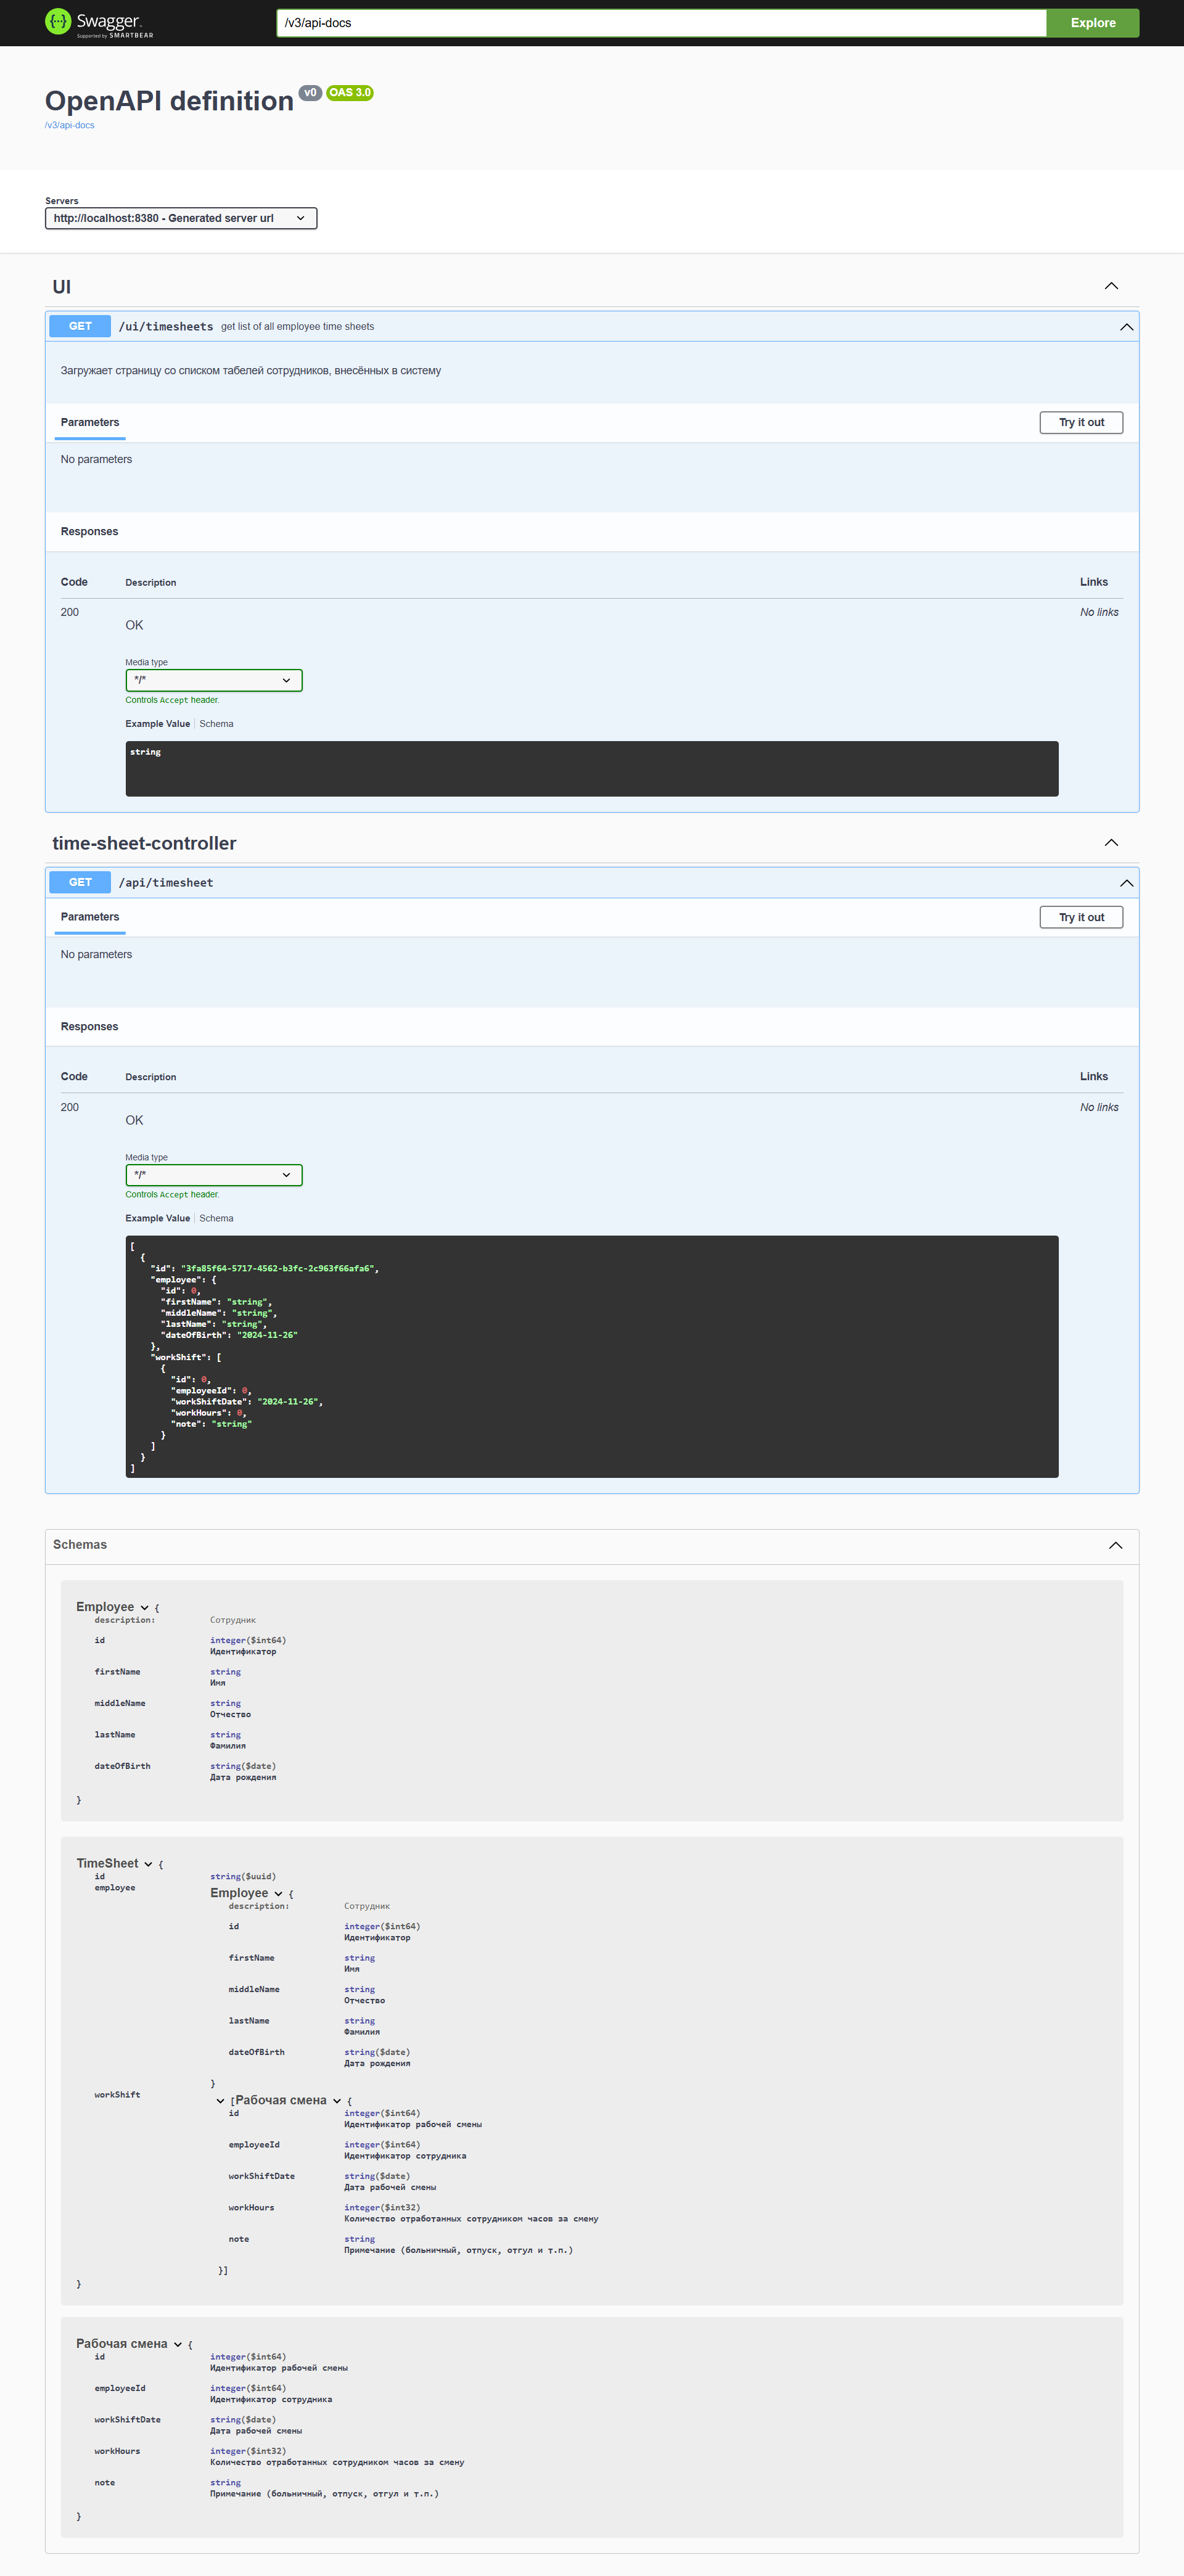 Swagger.
Supported by SMARTBEAR
/v3/api-docs
Explore
OpenAPI definition v0 OAS 3.0
/v3/api-docs
Servers
http://localhost:8380 - Generated server url
UI
GET /ui/timesheets get list of all employee time sheets
Загружает страницу со списком табелей сотрудников, внесённых в систему
Parameters Try it out
No parameters
Responses
Code Description Links
200 No links
OK
Media type
*/*
Controls Accept header.
Example Value Schema
string
time-sheet-controller
GET /api/timesheet
Parameters Try it out
No parameters
Responses
Code Description Links
200 No links
OK
Media type
*/*
Controls Accept header.
Example Value Schema
[
{
"id": "3fa85f64-5717-4562-b3fc-2c963f66afa6",
"employee": {
"id": 0,
"firstName": "string",
"middleName": "string",
"lastName": "string",
"dateOfBirth": "2024-11-26"
},
"workShift": [
{
"id": 0,
"employeeId": 0,
"workShiftDate": "2024-11-26",
"workHours": 0,
"note": "string"
}
]
}
]
Schemas
Employee {
description: Сотрудник
id integer($int64)
Идентификатор
firstName string
Имя
middleName string
Отчество
lastName string
Фамилия
dateOfBirth string($date)
Дата рождения
}
TimeSheet {
id string($uuid)
employee
Employee {
description: Сотрудник
id integer($int64)
Идентификатор
firstName string
Имя
middleName string
Отчество
lastName string
Фамилия
dateOfBirth string($date)
Дата рождения
}
workShift
[Рабочая смена {
id integer($int64)
Идентификатор рабочей смены
employeeId integer($int64)
Идентификатор сотрудника
workShiftDate string($date)
Дата рабочей смены
workHours integer($int32)
Количество отработанных сотрудником часов за смену
note string
Примечание (больничный, отпуск, отгул и т.п.)
}]
}
Рабочая смена {
id integer($int64)
Идентификатор рабочей смены
employeeId integer($int64)
Идентификатор сотрудника
workShiftDate string($date)
Дата рабочей смены
workHours integer($int32)
Количество отработанных сотрудником часов за смену
note string
Примечание (больничный, отпуск, отгул и т.п.)
}